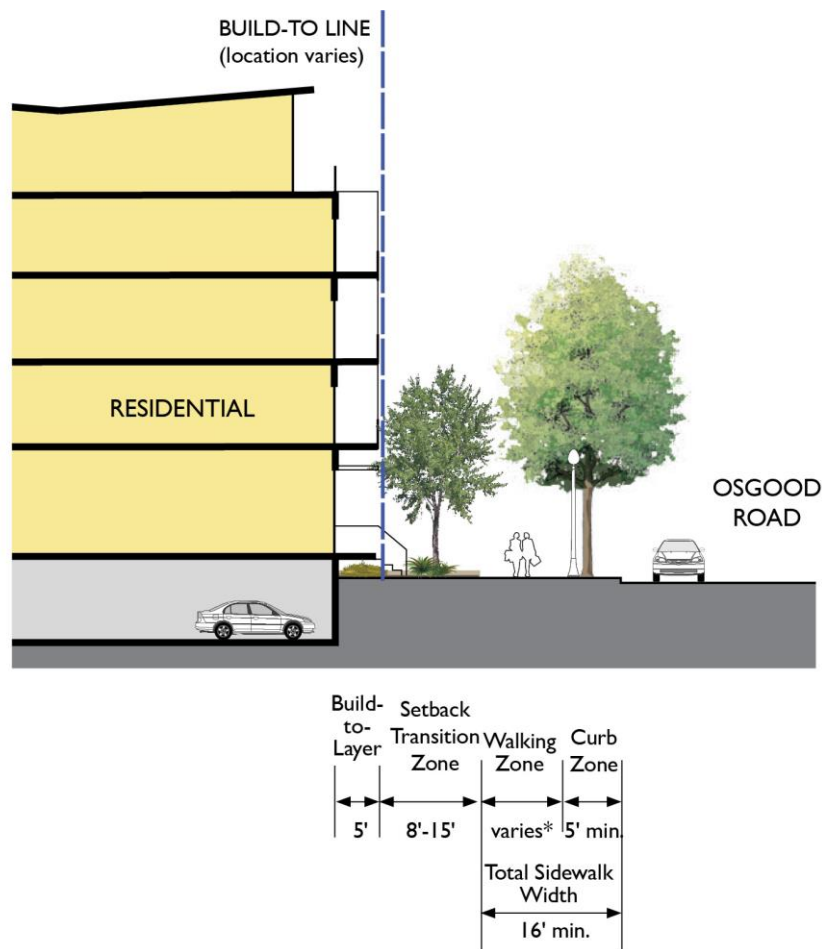 BUILD-TO LINE
(location varies)
RESIDENTIAL
OSGOOD
ROAD
Build-
to-
Layer
Setback
Transition
Zone
Walking
Zone
Curb
Zone
5'
8'-15'
varies*
5' min.
Total Sidewalk
Width
16' min.